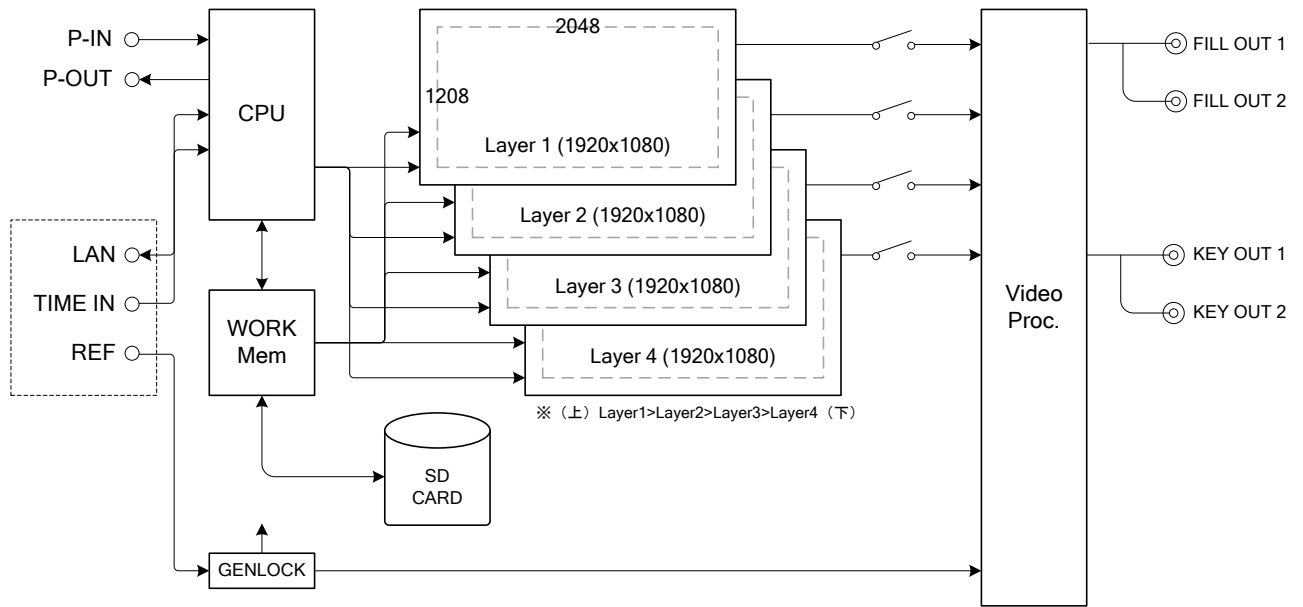 P-IN
P-OUT
CPU
2048
1208
Layer 1 (1920x1080)
Layer 2 (1920x1080)
Layer 3 (1920x1080)
Layer 4 (1920x1080)
※（上）Layer1>Layer2>Layer3>Layer4（下）
LAN
TIME IN
REF
WORK
Mem
SD
CARD
GENLOCK
Video
Proc.
FILL OUT 1
FILL OUT 2
KEY OUT 1
KEY OUT 2